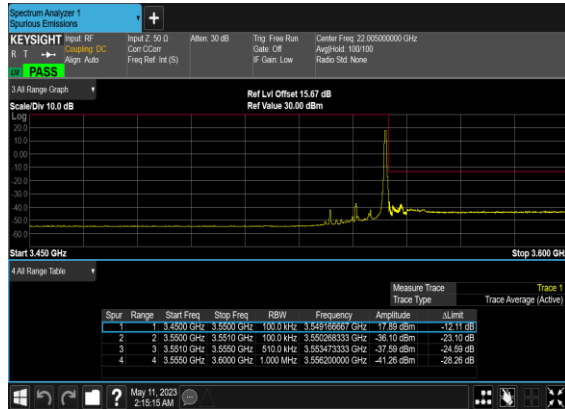 Spectrum Analyzer 1
Spurious Emissions
KEYSIGHT Input: RF Input Z: 50 Ω Atten: 30 dB Trig: Free Run Center Freq: 22.005000000 GHz
R T Coupling: DC Corr CCorr Gate: Off Avg|Hold: 100/100
Align: Auto Freq Ref: Int (S) IF Gain: Low Radio Std: None
PASS
3 All Range Graph
Ref Lvl Offset 15.67 dB
Scale/Div 10.0 dB Ref Value 30.00 dBm
Log
20.0
10.0
0.00
-10.0
-20.0
-30.0
-40.0
-50.0
-60.0
Start 3.450 GHz Stop 3.600 GHz
4 All Range Table
Measure Trace Trace 1
Trace Type Trace Average (Active)
Spur Range Start Freq Stop Freq RBW Frequency Amplitude ΔLimit
1 1 3.4500 GHz 3.5500 GHz 100.0 kHz 3.549166667 GHz 17.89 dBm -12.11 dB
2 2 3.5500 GHz 3.5510 GHz 100.0 kHz 3.550268333 GHz -36.10 dBm -23.10 dB
3 3 3.5510 GHz 3.5550 GHz 510.0 kHz 3.553473333 GHz -37.59 dBm -24.59 dB
4 4 3.5550 GHz 3.6000 GHz 1.000 MHz 3.556200000 GHz -41.26 dBm -28.26 dB
May 11, 2023
2:15:15 AM